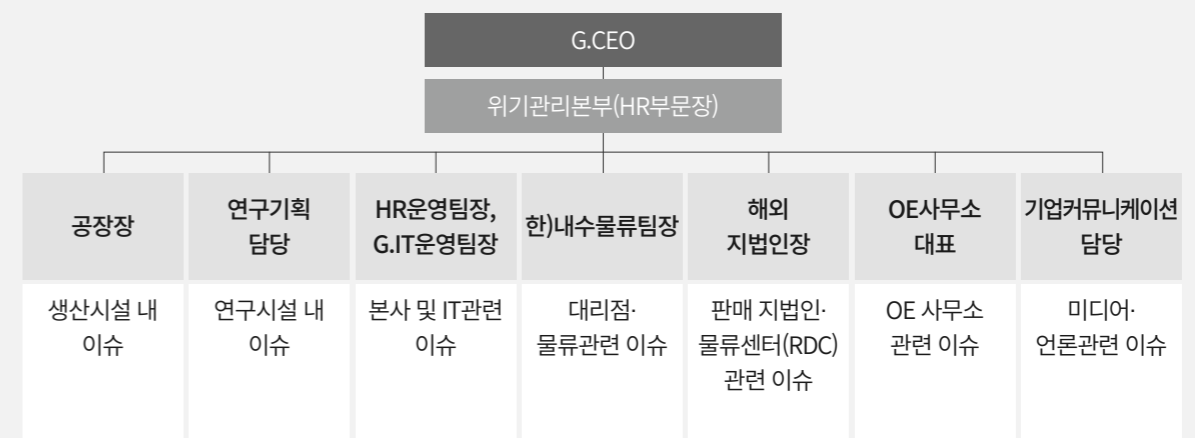 G.CEO
위기관리본부(HR부문장)
공장장
연구기획
담당
HR운영팀장,
G.IT운영팀장
한)내수물류팀장
해외
지법인장
OE사무소
대표
기업커뮤니케이션
담당
생산시설 내
이슈
연구시설 내
이슈
본사 및 IT관련
이슈
대리점·
물류관련 이슈
판매 지법인·
물류센터(RDC)
관련 이슈
OE 사무소
관련 이슈
미디어·
언론관련 이슈